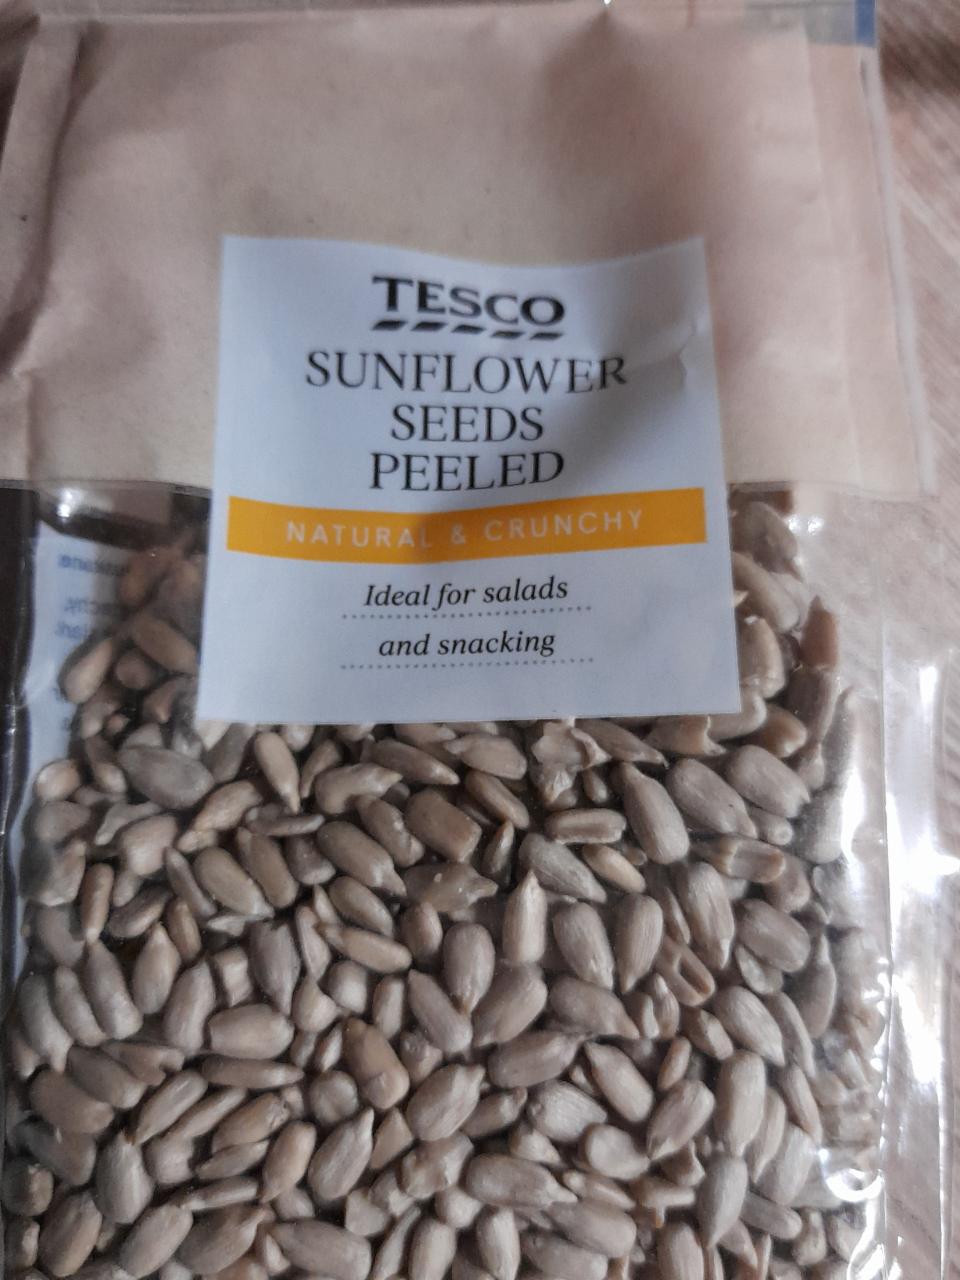 TESCO
SUNFLOWER
SEEDS
PEELED
NATURAL & CRUNCHY
Ideal for salads
and snacking